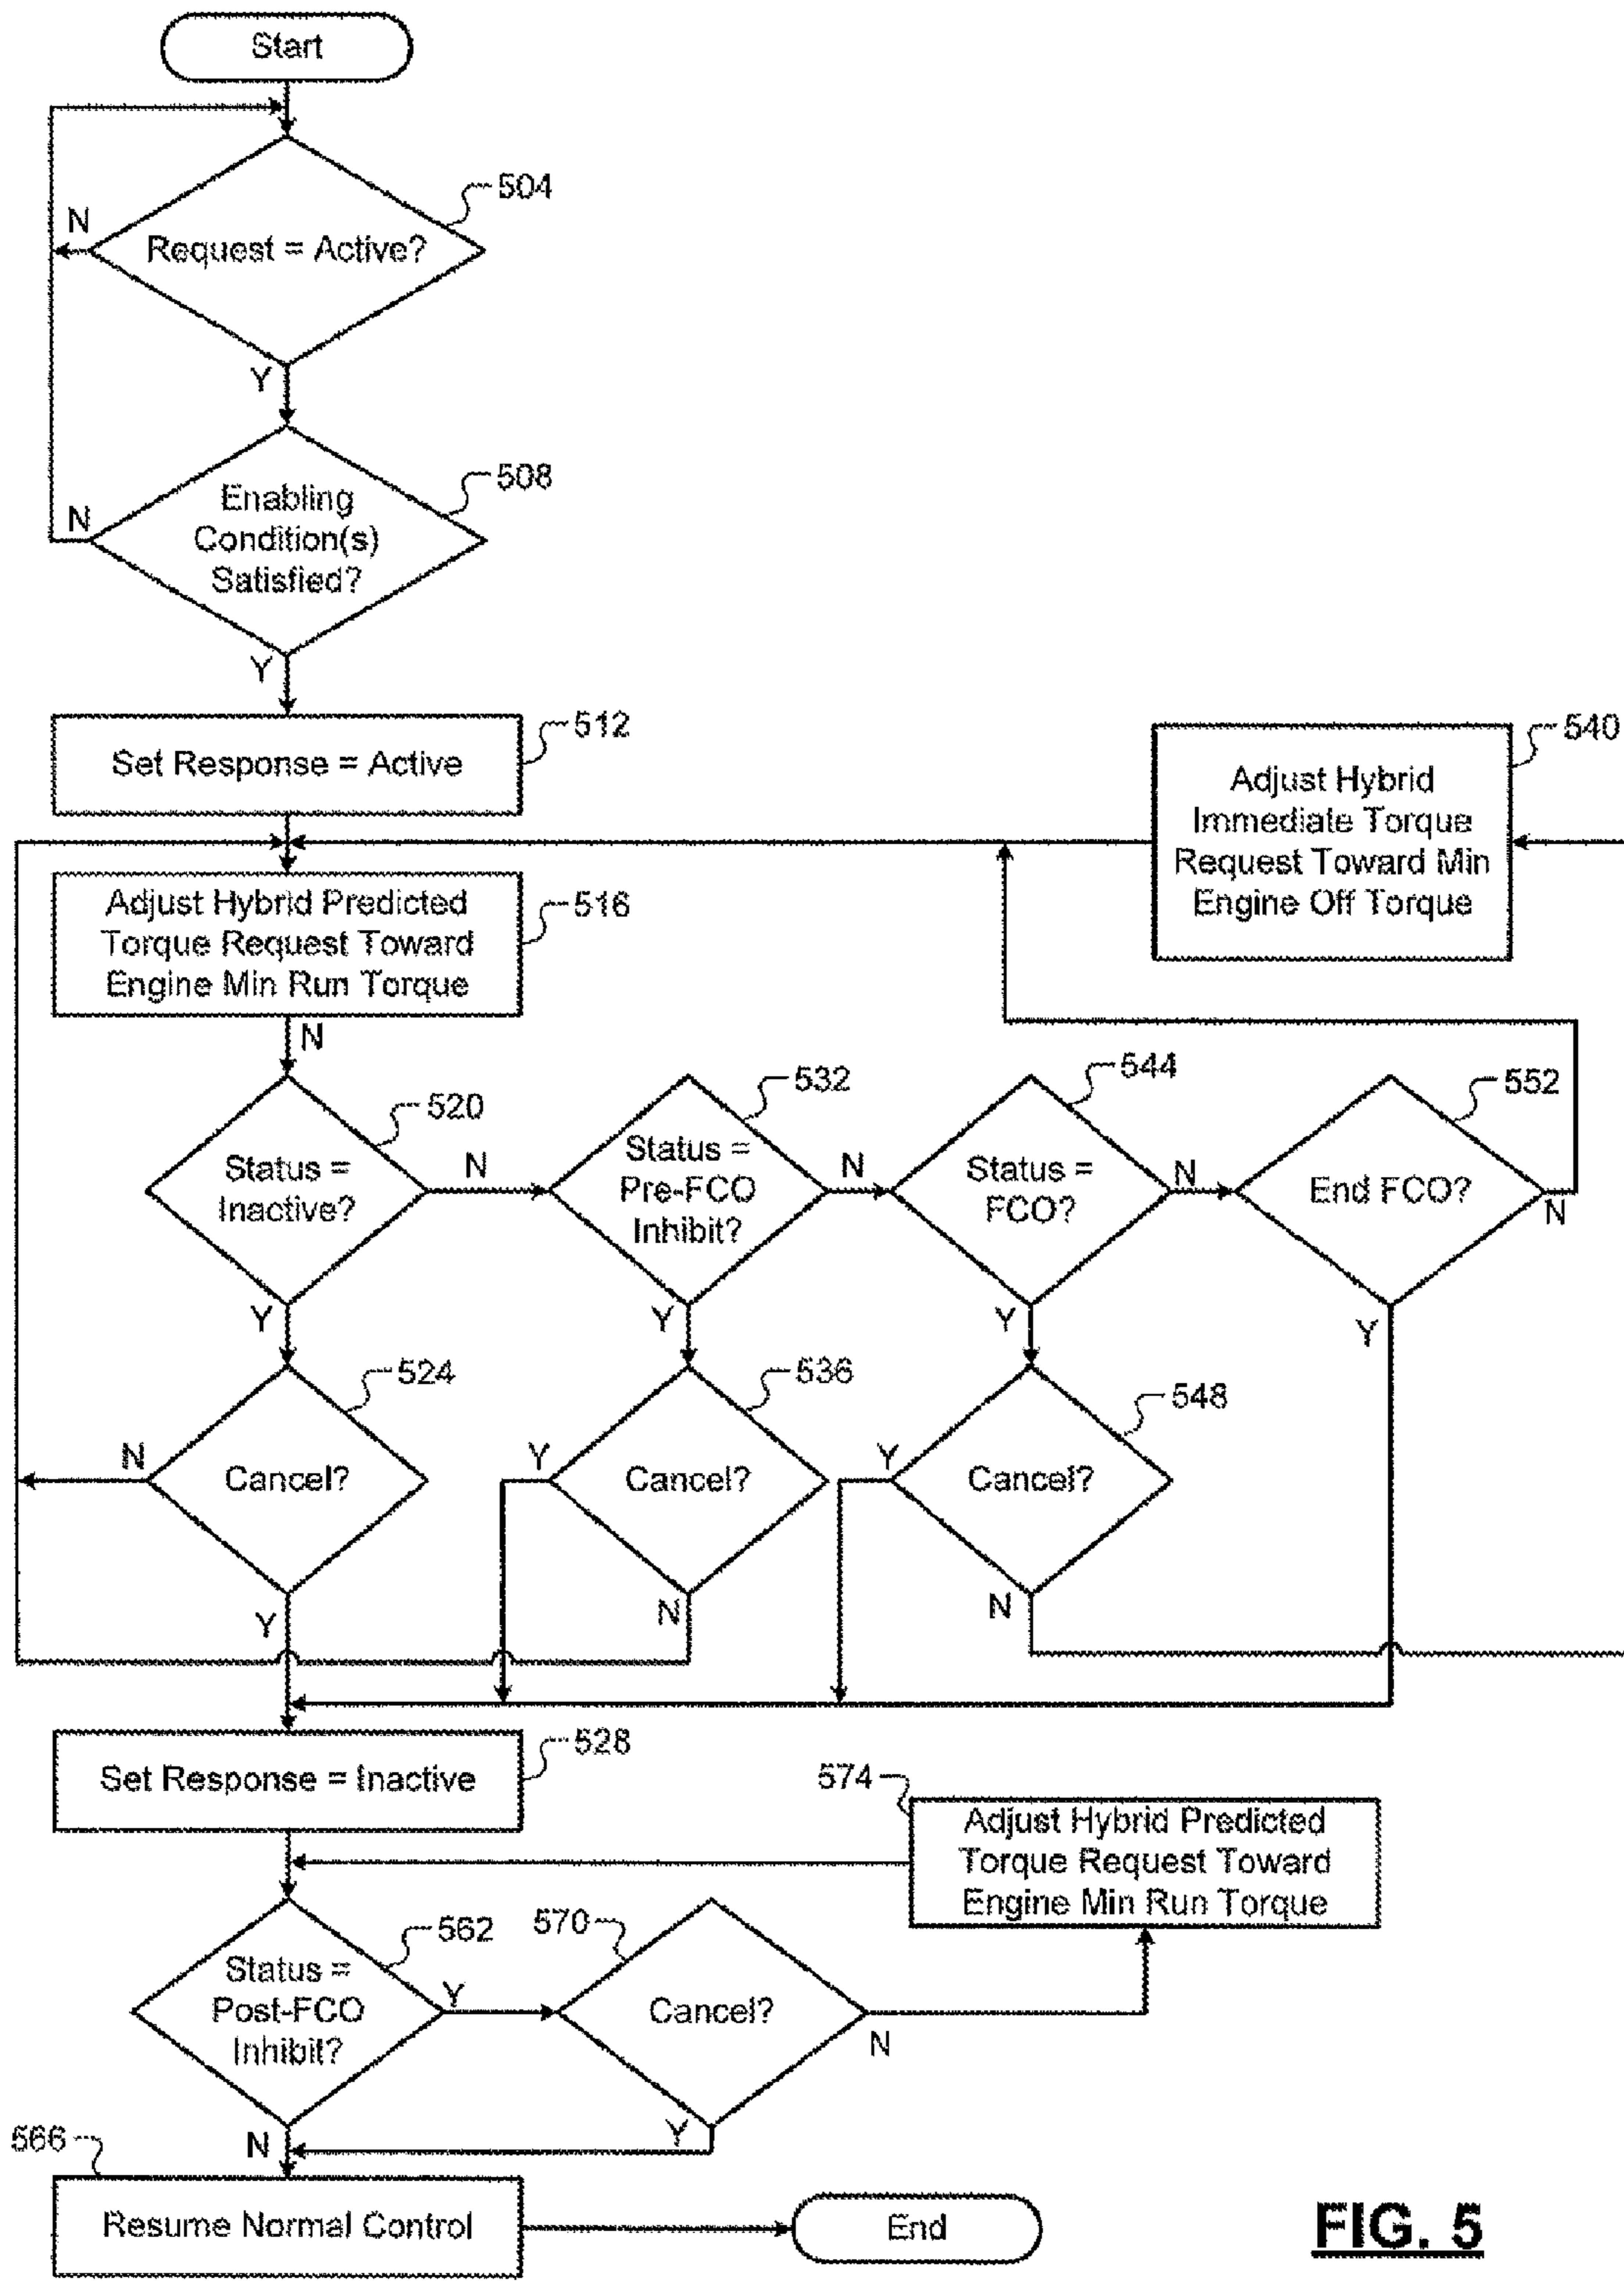 Start
504
N
Request = Active?
Y
508
N
Enabling
Condition(s)
Satisfied?
Y
512
Set Response = Active
540
Adjust Hybrid
Immediate Torque
Request Toward Min
Engine Off Torque
516
Adjust Hybrid Predicted
Torque Request Toward
Engine Min Run Torque
N
520
Status =
Inactive?
N
532
Status =
Pre-FCO
Inhibit?
N
544
Status =
FCO?
N
552
End FCO?
N
Y
Y
Y
Y
524
N
Cancel?
Y
536
Y
Cancel?
N
548
Y
Cancel?
N
528
Set Response = Inactive
574
Adjust Hybrid Predicted
Torque Request Toward
Engine Min Run Torque
562
Status =
Post-FCO
Inhibit?
Y
570
Cancel?
N
Y
N
566
Resume Normal Control
End
FIG. 5